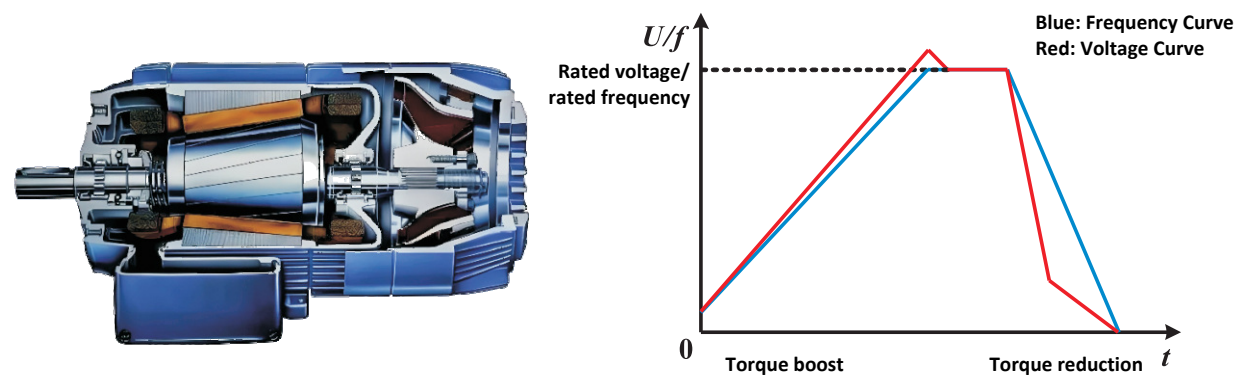 Blue: Frequency Curve
Red: Voltage Curve
U/f
Rated voltage/
rated frequency
0
Torque boost
Torque reduction
t